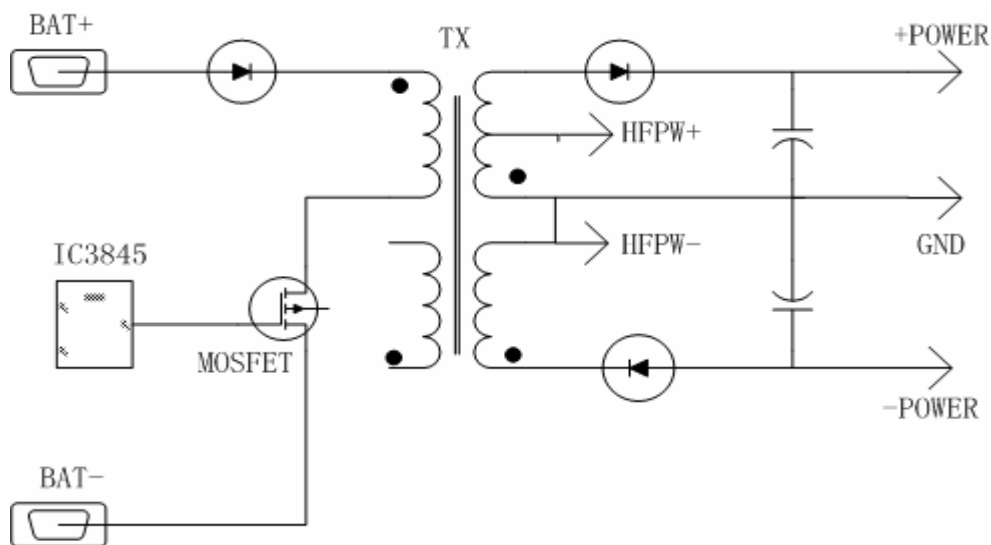 BAT+
TX
+POWER
HFPW+
GND
HFPW-
IC3845
MOSFET
-POWER
BAT-